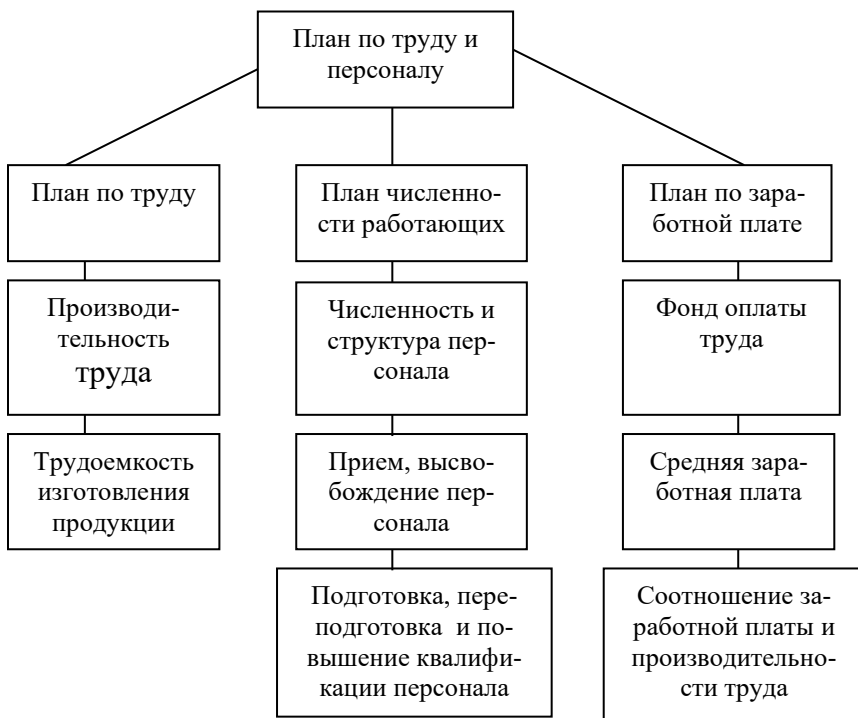 План по труду и
персоналу
План по труду
План численно-
сти работающих
План по зара-
ботной плате
Производи-
тельность
труда
Численность и
структура пер-
сонала
Фонд оплаты
труда
Трудоемкость
изготовления
продукции
Прием, высво-
бождение пер-
сонала
Средняя зара-
ботная плата
Подготовка, пере-
подготовка и по-
вышение квалифи-
кации персонала
Соотношение за-
работной платы и
производительно-
сти труда